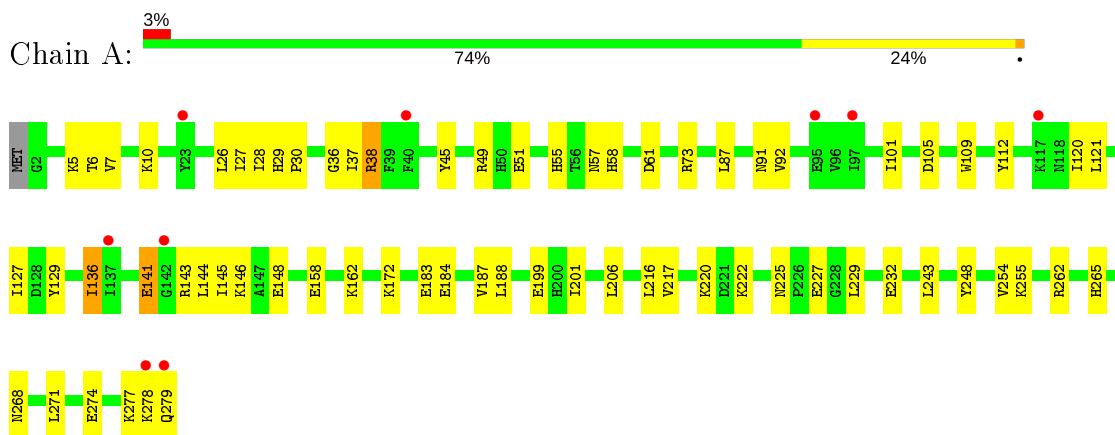 3%
Chain A:
74% 24% •
MET G2 K5 T6 V7 K10 Y23 L26 I27 I28 H29 P30 G36 I37 R38 F39 F40 Y45 R49 H50 E51 H55 T56 N57 H58 D61 R73 L87 N91 V92 E95 V96 I97 I101 D105 W109 Y112 K117 N118 I120 L121
I127 D128 Y129 I136 I137 E141 G142 R143 L144 I145 K146 A147 E148 E158 K162 K172 E183 E184 V187 L188 E199 H200 I201 L206 L216 V217 K220 D221 K222 N225 P226 E227 G228 L229 E232 L243 Y248 V254 K255 R262 H265
N268 L271 E274 K277 K278 Q279